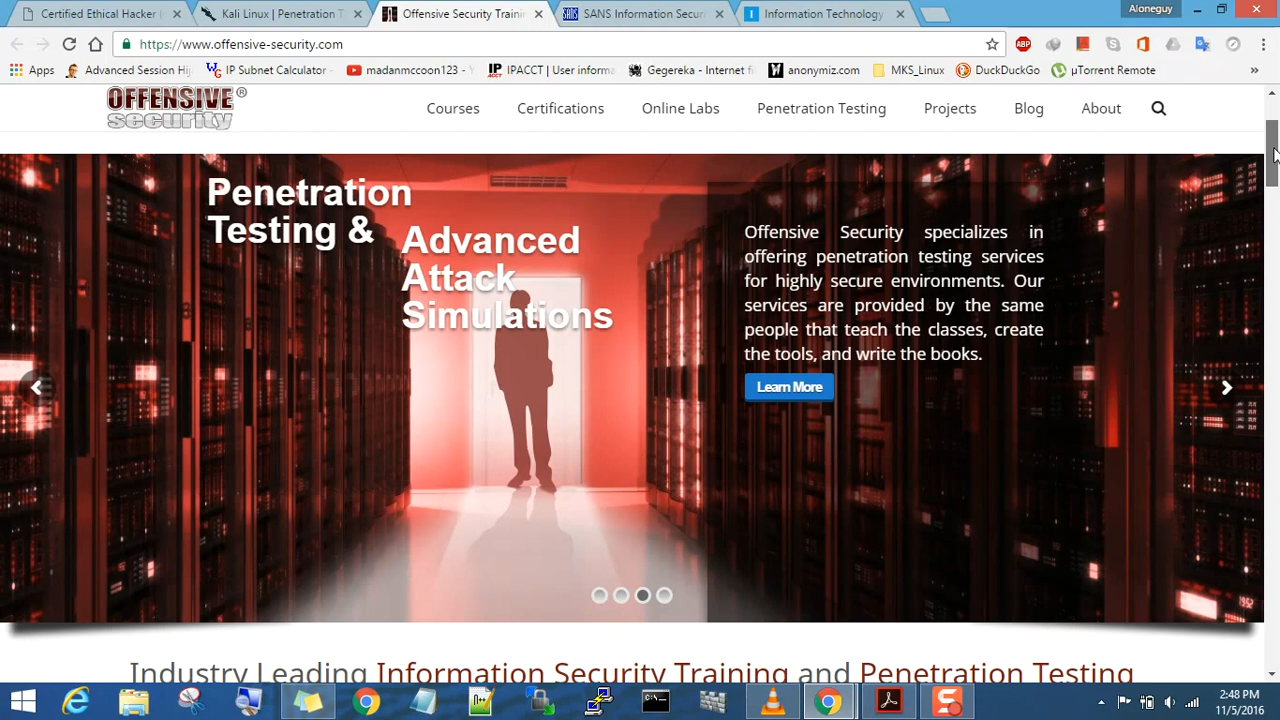 Certified Ethical Hacker (
Kali Linux | Penetration T
Offensive Security Trainin
SANS Information Securi
Information Technology
Aloneguy
https://www.offensive-security.com
ABP
Apps
Advanced Session Hi
IP Subnet Calculator -
madanmccoon123 - Y
IPACCT | User informa
Gegereka - Internet fi
anonymiz.com
MKS_Linux
DuckDuckGo
µTorrent Remote
»
OFFENSIVE®
security
Courses
Certifications
Online Labs
Penetration Testing
Projects
Blog
About
Penetration
Testing &
Advanced
Attack
Simulations
Offensive Security specializes in
offering penetration testing services
for highly secure environments. Our
services are provided by the same
people that teach the classes, create
the tools, and write the books.
Learn More
Industry Leading Information Security Training and Penetration Testing
2:48 PM
11/5/2016